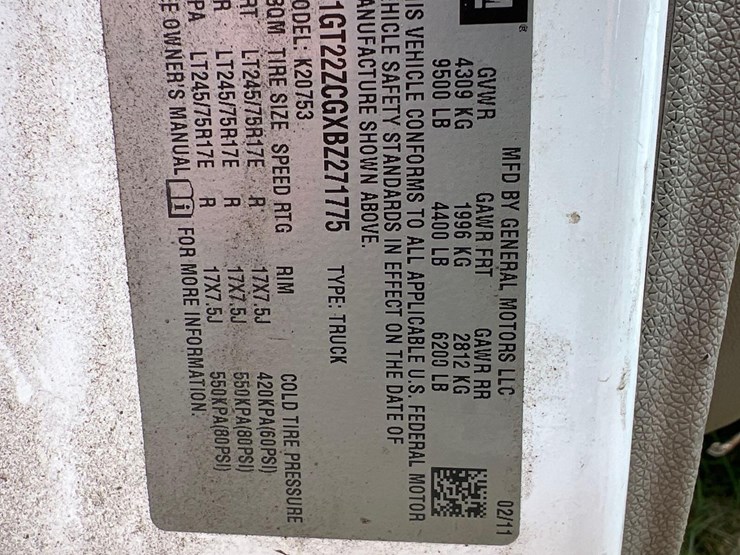 GM ®
MFD BY GENERAL MOTORS LLC 02/11
GVWR GAWR FRT GAWR RR
4309 KG 1996 KG 2812 KG
9500 LB 4400 LB 6200 LB
IS VEHICLE CONFORMS TO ALL APPLICABLE U.S. FEDERAL MOTOR
HICLE SAFETY STANDARDS IN EFFECT ON THE DATE OF
ANUFACTURE SHOWN ABOVE.
1GT22ZCGXBZ271775 TYPE: TRUCK
ODEL: K20753
BQM TIRE SIZE SPEED RTG RIM COLD TIRE PRESSURE
RT LT245/75R17E R 17X7.5J 420KPA(60PSI)
R LT245/75R17E R 17X7.5J 550KPA(80PSI)
PA LT245/75R17E R 17X7.5J 550KPA(80PSI)
EE OWNER'S MANUAL i FOR MORE INFORMATION.